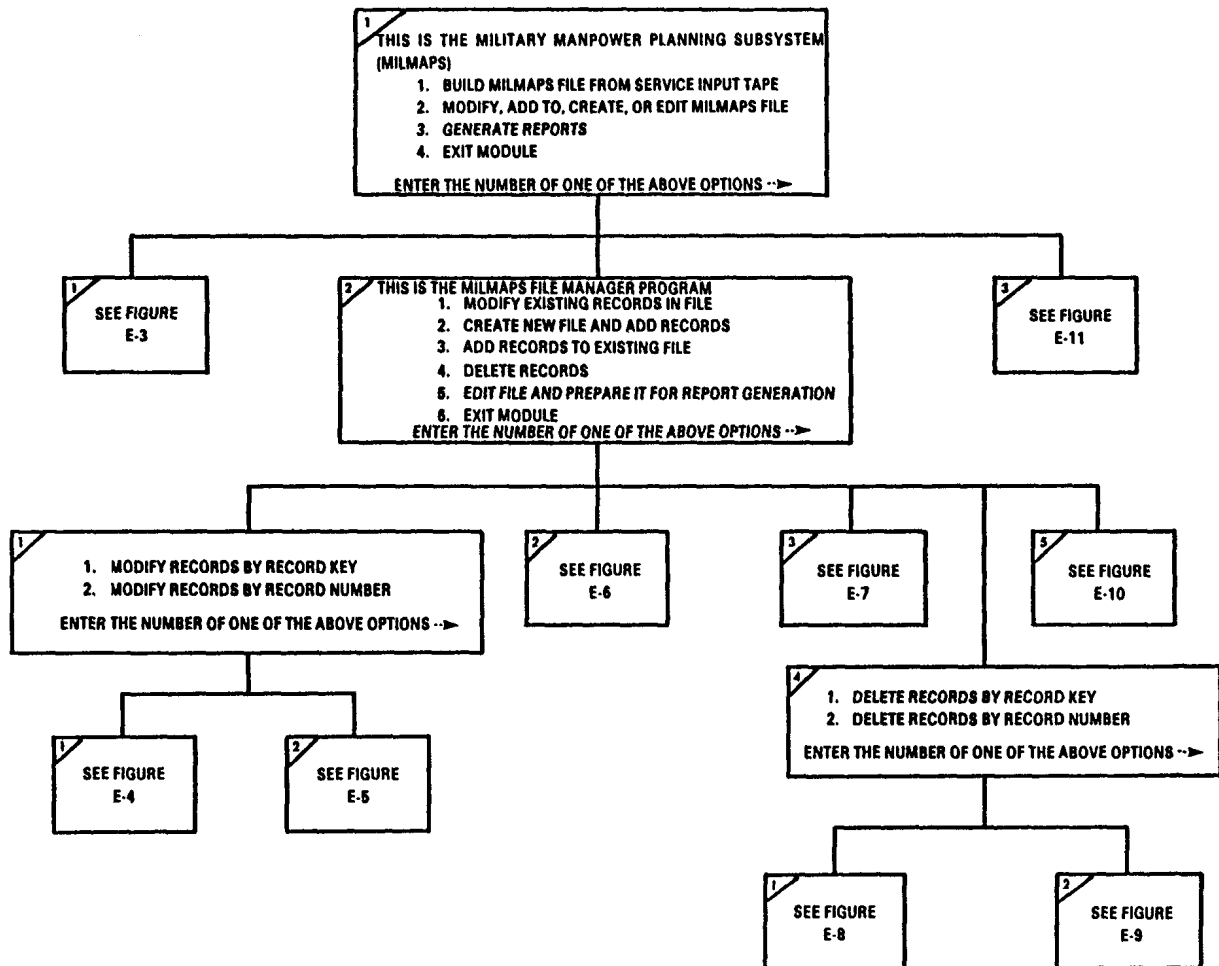 1
THIS IS THE MILITARY MANPOWER PLANNING SUBSYSTEM
(MILMAPS)
1. BUILD MILMAPS FILE FROM SERVICE INPUT TAPE
2. MODIFY, ADD TO, CREATE, OR EDIT MILMAPS FILE
3. GENERATE REPORTS
4. EXIT MODULE
ENTER THE NUMBER OF ONE OF THE ABOVE OPTIONS --➤
1
SEE FIGURE
E-3
2
THIS IS THE MILMAPS FILE MANAGER PROGRAM
1. MODIFY EXISTING RECORDS IN FILE
2. CREATE NEW FILE AND ADD RECORDS
3. ADD RECORDS TO EXISTING FILE
4. DELETE RECORDS
5. EDIT FILE AND PREPARE IT FOR REPORT GENERATION
6. EXIT MODULE
ENTER THE NUMBER OF ONE OF THE ABOVE OPTIONS --➤
3
SEE FIGURE
E-11
1
1. MODIFY RECORDS BY RECORD KEY
2. MODIFY RECORDS BY RECORD NUMBER
ENTER THE NUMBER OF ONE OF THE ABOVE OPTIONS --➤
2
SEE FIGURE
E-6
3
SEE FIGURE
E-7
5
SEE FIGURE
E-10
4
1. DELETE RECORDS BY RECORD KEY
2. DELETE RECORDS BY RECORD NUMBER
ENTER THE NUMBER OF ONE OF THE ABOVE OPTIONS --➤
1
SEE FIGURE
E-4
2
SEE FIGURE
E-5
1
SEE FIGURE
E-8
2
SEE FIGURE
E-9